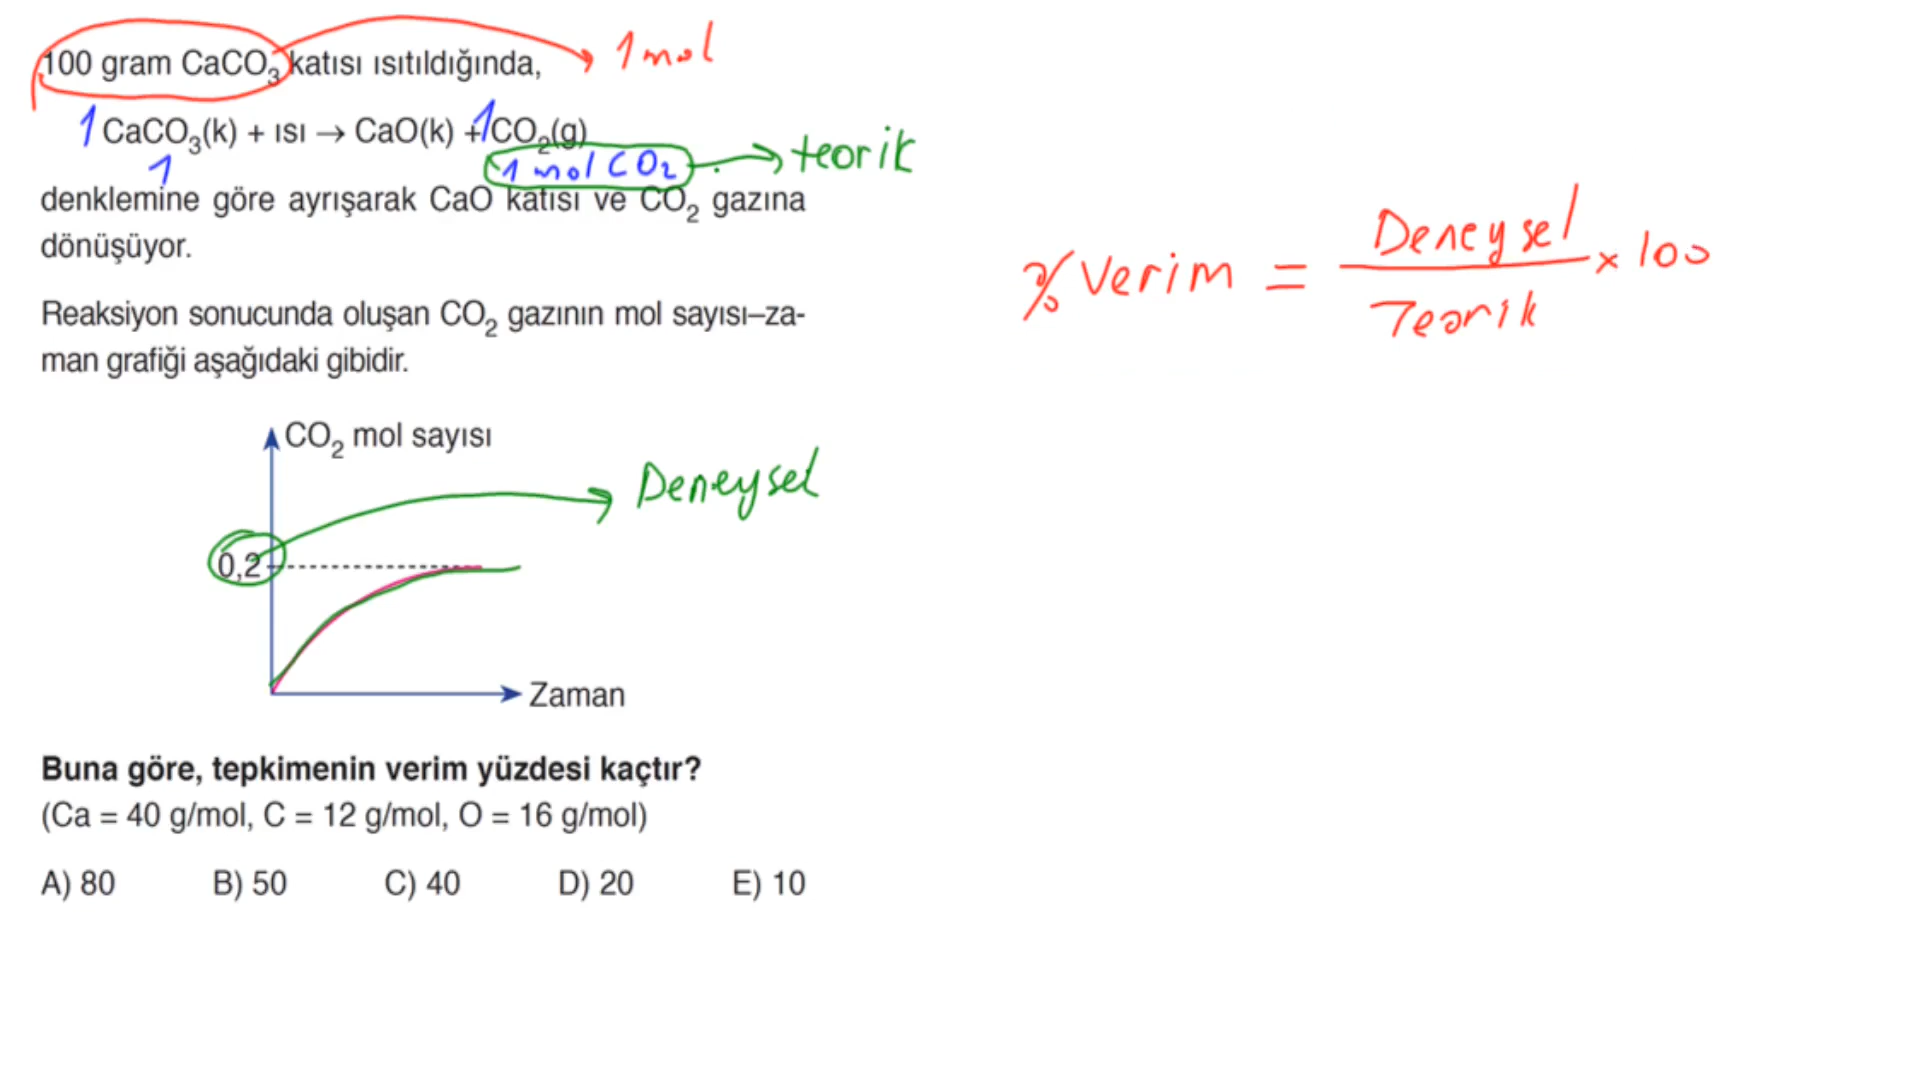 100 gram CaCO₃ katısı ısıtıldığında,
1 mol
1 CaCO₃(k) + ısı → CaO(k) + 1 CO₂(g)
1
1 mol CO₂
teorik
denklemine göre ayrışarak CaO katısı ve CO₂ gazına
dönüşüyor.
% Verim = Deneysel / Teorik × 100
Reaksiyon sonucunda oluşan CO₂ gazının mol sayısı–za-
man grafiği aşağıdaki gibidir.
CO₂ mol sayısı
Deneysel
0,2
Zaman
Buna göre, tepkimenin verim yüzdesi kaçtır?
(Ca = 40 g/mol, C = 12 g/mol, O = 16 g/mol)
A) 80 B) 50 C) 40 D) 20 E) 10